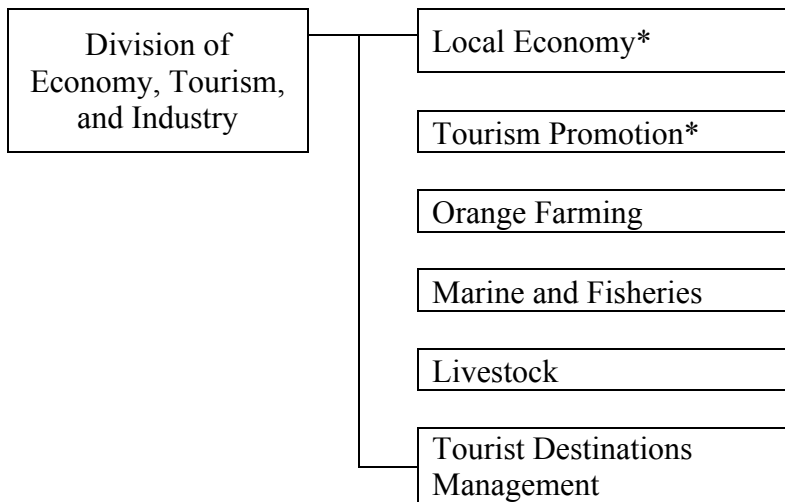 Division of
Economy, Tourism,
and Industry
Local Economy*
Tourism Promotion*
Orange Farming
Marine and Fisheries
Livestock
Tourist Destinations
Management